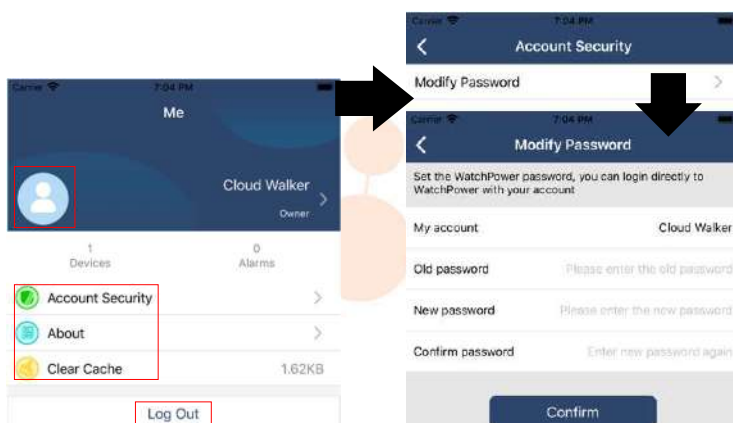 Carrier 7:04 PM
Me
Cloud Walker
Owner
1
Devices
0
Alarms
Account Security
About
Clear Cache 1.62KB
Log Out
Carrier 7:04 PM
Account Security
Modify Password
Carrier 7:04 PM
Modify Password
Set the WatchPower password, you can login directly to
WatchPower with your account
My account Cloud Walker
Old password Please enter the old password
New password Please enter the new password
Confirm password Enter new password again
Confirm